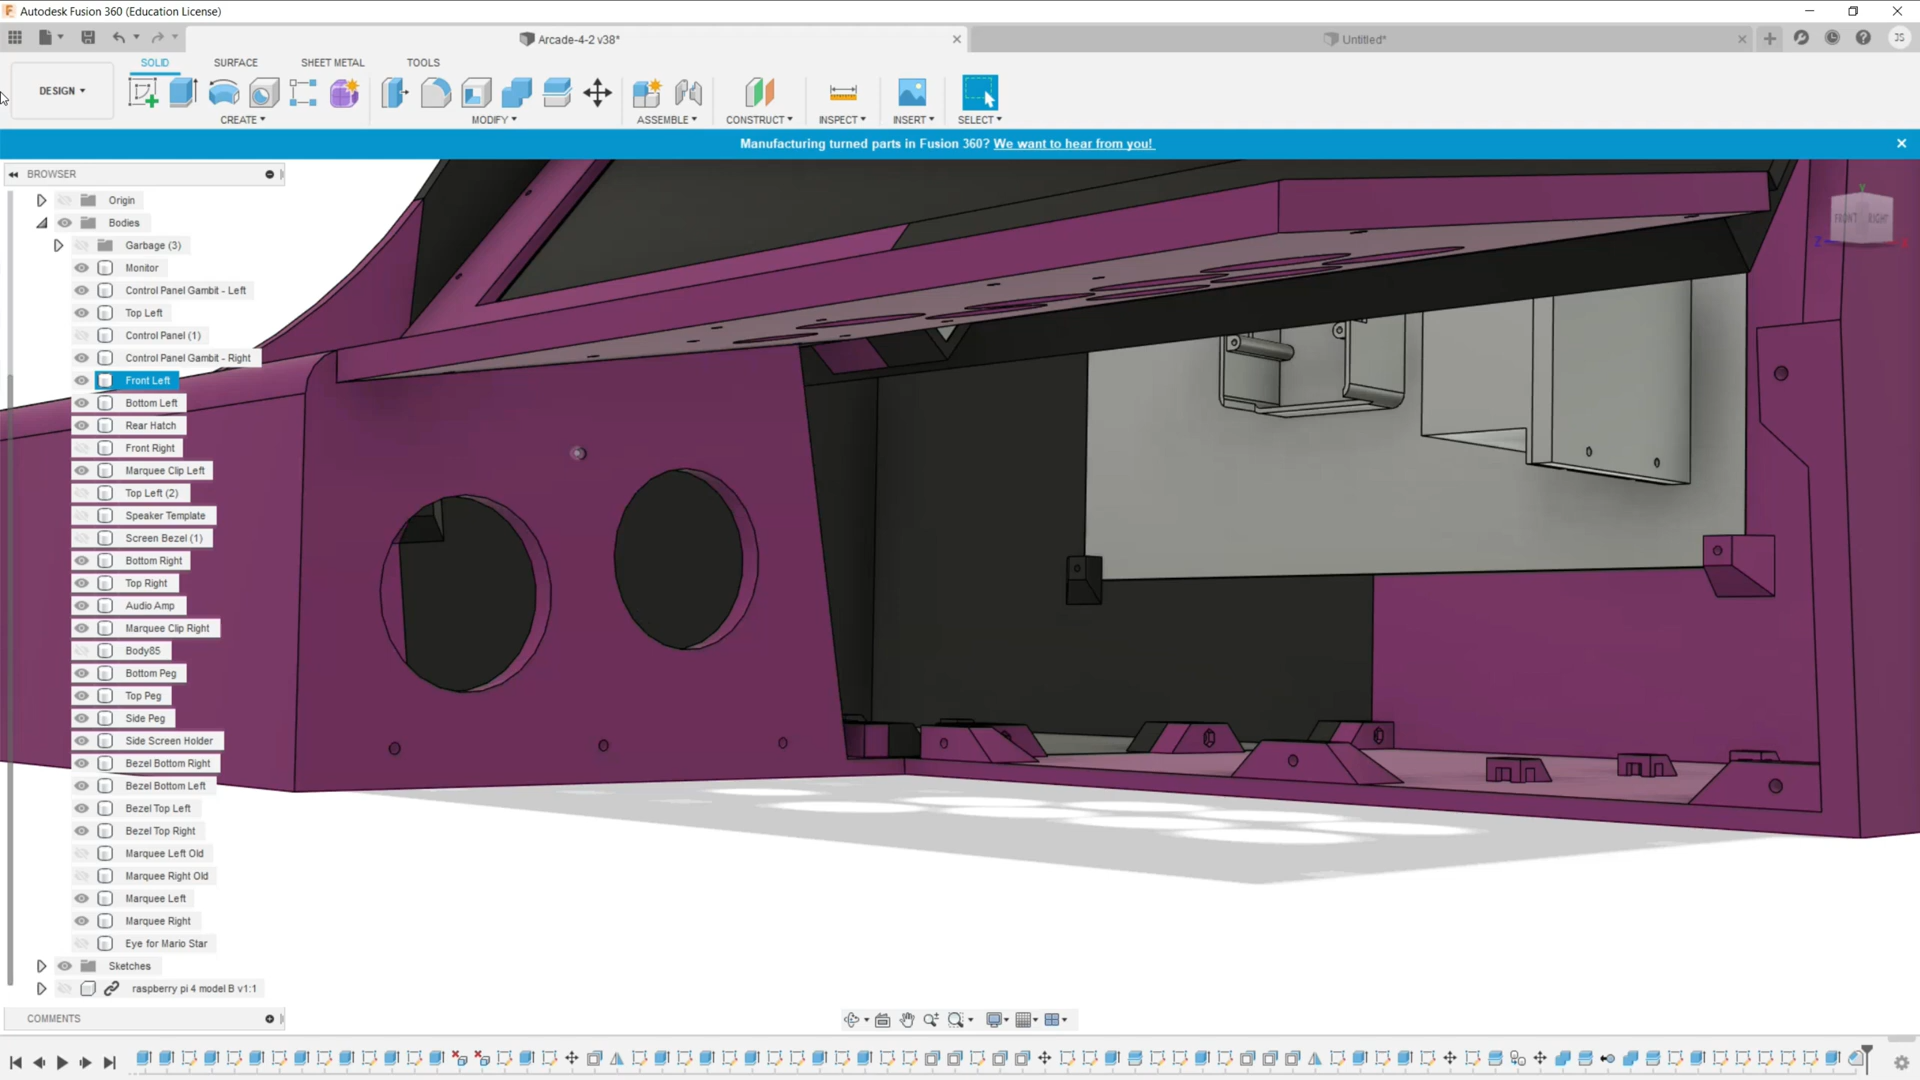 Autodesk Fusion 360 (Education License)
Arcade-4-2 v38*
Untitled*
JS
SOLID
SURFACE
SHEET METAL
TOOLS
DESIGN
CREATE
MODIFY
ASSEMBLE
CONSTRUCT
INSPECT
INSERT
SELECT
Manufacturing turned parts in Fusion 360? We want to hear from you!
BROWSER
Origin
Bodies
Garbage (3)
Monitor
Control Panel Gambit - Left
Top Left
Control Panel (1)
Control Panel Gambit - Right
Front Left
Bottom Left
Rear Hatch
Front Right
Marquee Clip Left
Top Left (2)
Speaker Template
Screen Bezel (1)
Bottom Right
Top Right
Audio Amp
Marquee Clip Right
Body85
Bottom Peg
Top Peg
Side Peg
Side Screen Holder
Bezel Bottom Right
Bezel Bottom Left
Bezel Top Left
Bezel Top Right
Marquee Left Old
Marquee Right Old
Marquee Left
Marquee Right
Eye for Mario Star
Sketches
raspberry pi 4 model B v1:1
COMMENTS
Y
FRONT RIGHT
Z X